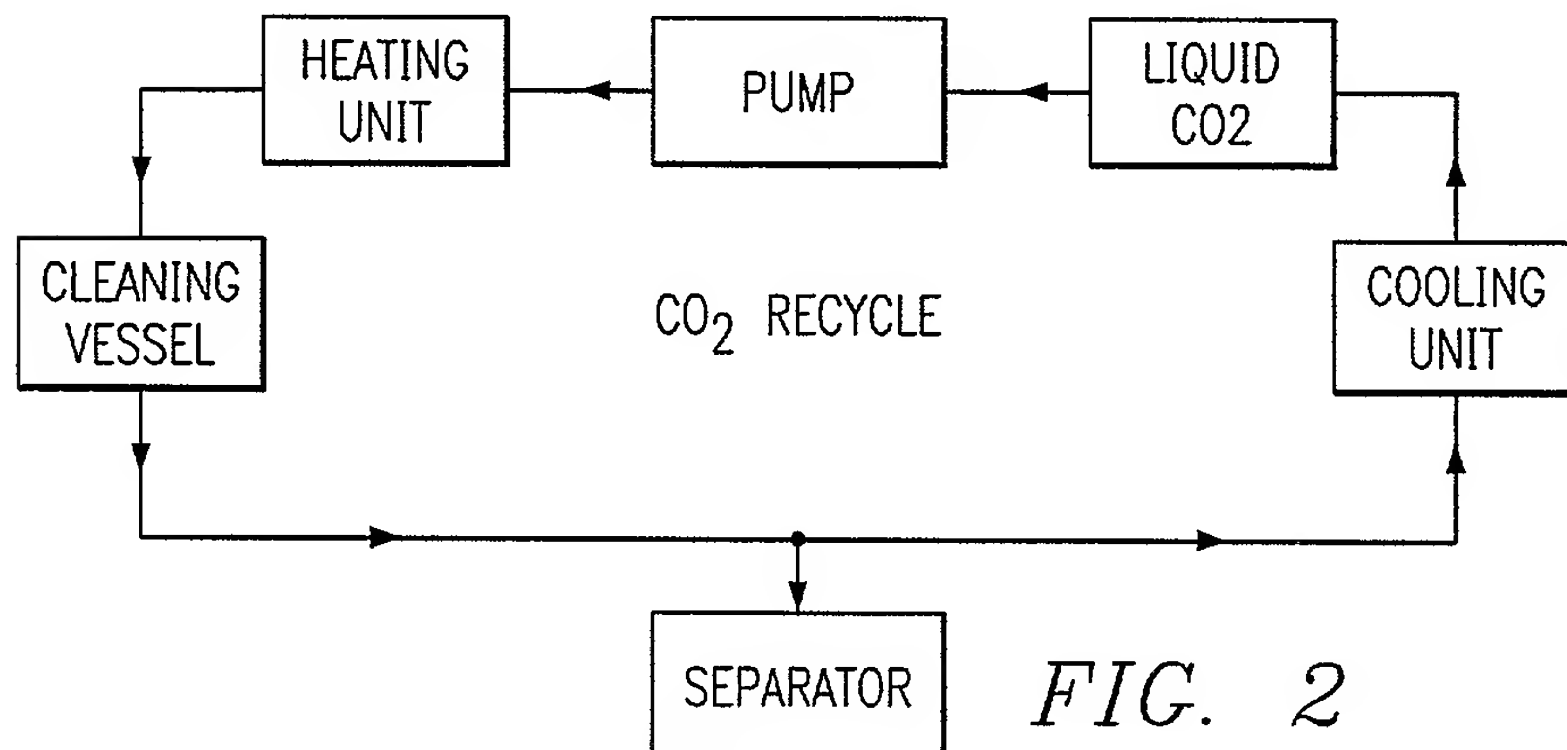 HEATING
UNIT
PUMP
LIQUID
CO2
CLEANING
VESSEL
CO₂ RECYCLE
COOLING
UNIT
SEPARATOR
FIG. 2